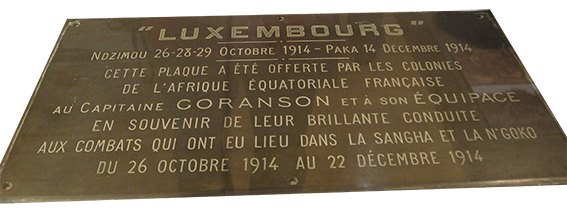 "LUXEMBOURG"
NDZIMOU 26-28-29 OCTOBRE 1914 - PAKA 14 DÉCEMBRE 1914
CETTE PLAQUE A ÉTÉ OFFERTE PAR LES COLONIES
DE L'AFRIQUE ÉQUATORIALE FRANÇAISE
AU CAPITAINE GORANSON ET À SON ÉQUIPAGE
EN SOUVENIR DE LEUR BRILLANTE CONDUITE
AUX COMBATS QUI ONT EU LIEU DANS LA SANGHA ET LA N'GOKO
DU 26 OCTOBRE 1914 AU 22 DÉCEMBRE 1914